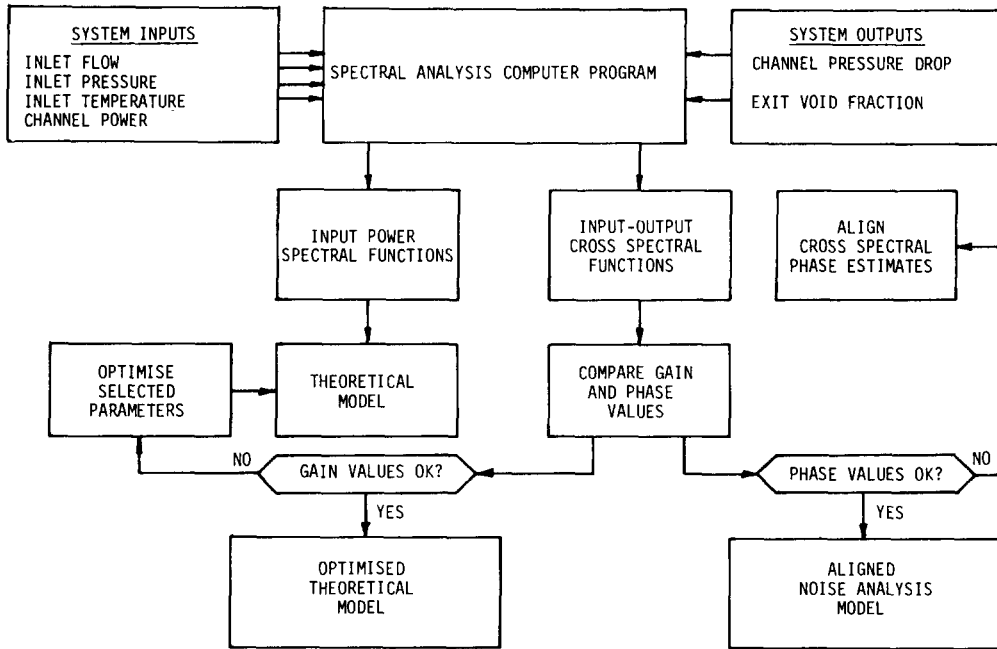 SYSTEM INPUTS
INLET FLOW
INLET PRESSURE
INLET TEMPERATURE
CHANNEL POWER
SPECTRAL ANALYSIS COMPUTER PROGRAM
SYSTEM OUTPUTS
CHANNEL PRESSURE DROP
EXIT VOID FRACTION
INPUT POWER
SPECTRAL FUNCTIONS
INPUT-OUTPUT
CROSS SPECTRAL
FUNCTIONS
ALIGN
CROSS SPECTRAL
PHASE ESTIMATES
OPTIMISE
SELECTED
PARAMETERS
THEORETICAL
MODEL
COMPARE GAIN
AND PHASE
VALUES
NO
GAIN VALUES OK?
PHASE VALUES OK?
NO
YES
YES
OPTIMISED
THEORETICAL
MODEL
ALIGNED
NOISE ANALYSIS
MODEL